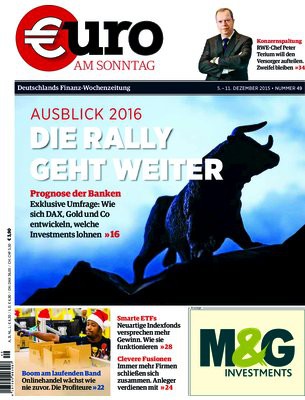 €uro
AM SONNTAG
Konzernspaltung
RWE-Chef Peter
Terium will den
Versorger aufteilen.
Zweifel bleiben »34
Deutschlands Finanz-Wochenzeitung
5. - 11. DEZEMBER 2015 • NUMMER 49
AUSBLICK 2016
DIE RALLY
GEHT WEITER
Prognose der Banken
Exklusive Umfrage: Wie
sich DAX, Gold und Co
entwickeln, welche
Investments lohnen »16
Smarte ETFs
Neuartige Indexfonds
versprechen mehr
Gewinn. Wie sie
funktionieren »28
Clevere Fusionen
Immer mehr Firmen
schließen sich
zusammen. Anleger
verdienen mit »24
Boom am laufenden Band
Onlinehandel wächst wie
nie zuvor. Die Profiteure »22
M&G
INVESTMENTS